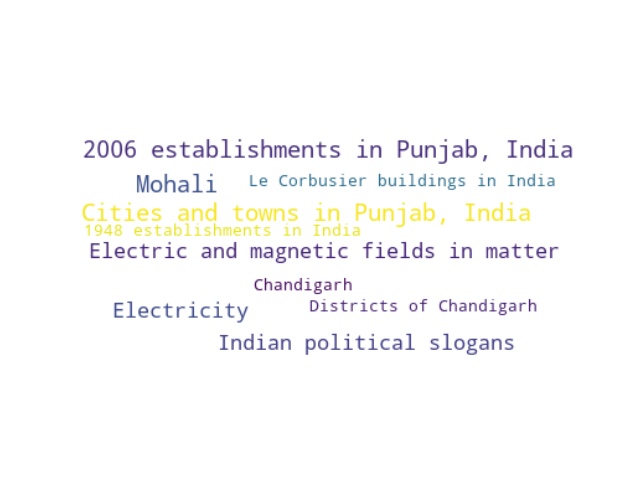 2006 establishments in Punjab, India
Mohali
Le Corbusier buildings in India
Cities and towns in Punjab, India
1948 establishments in India
Electric and magnetic fields in matter
Chandigarh
Electricity
Districts of Chandigarh
Indian political slogans